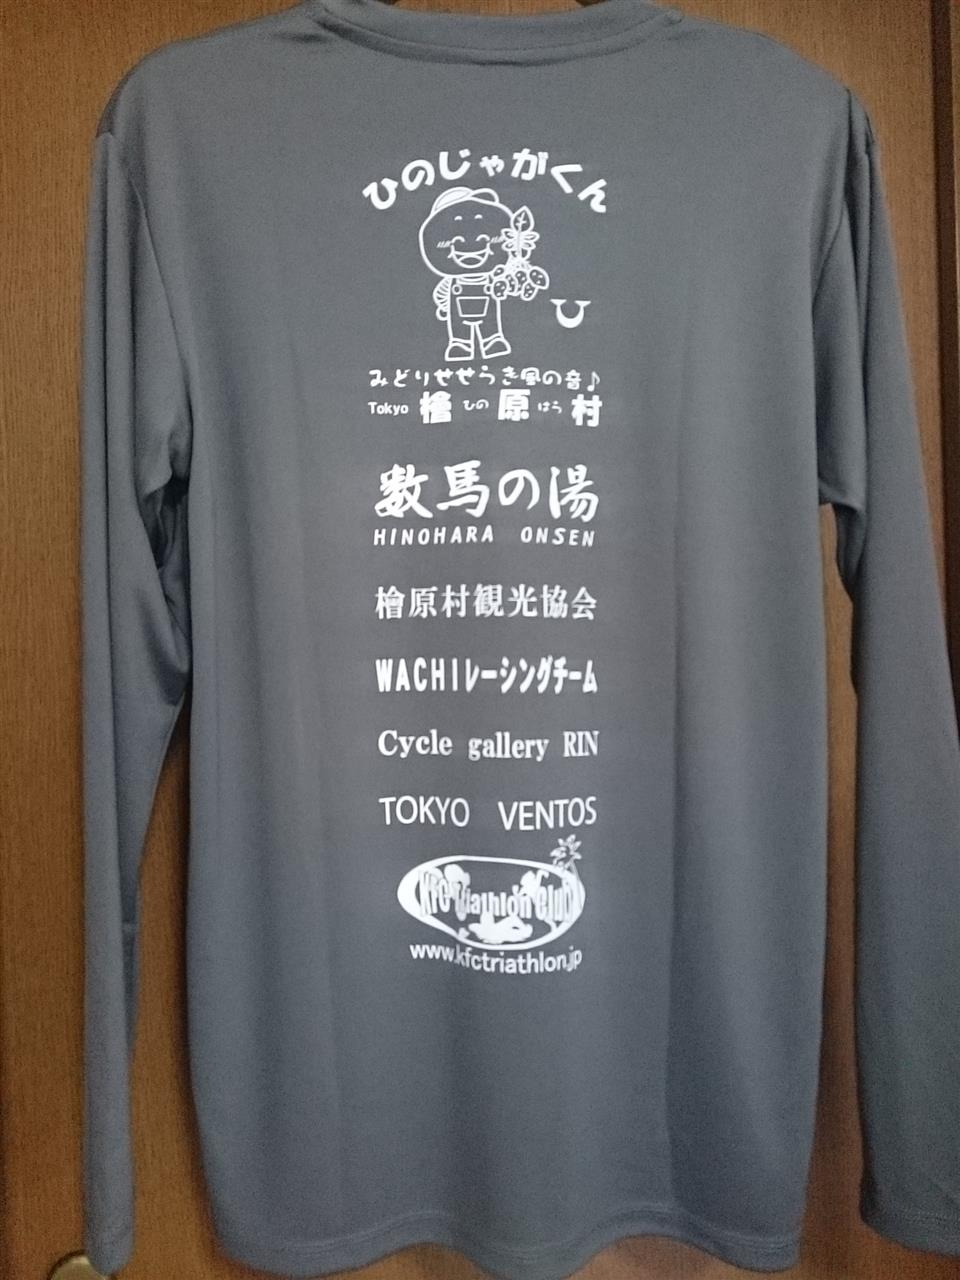 ひのじゃがくん
みどりせせらき風の音♪
Tokyo 檜ひの原はら村
数馬の湯
HINOHARA ONSEN
檜原村観光協会
WACHIレーシングチーム
Cycle gallery RIN
TOKYO VENTOS
KFC triathlon club
www.kfctriathlon.jp